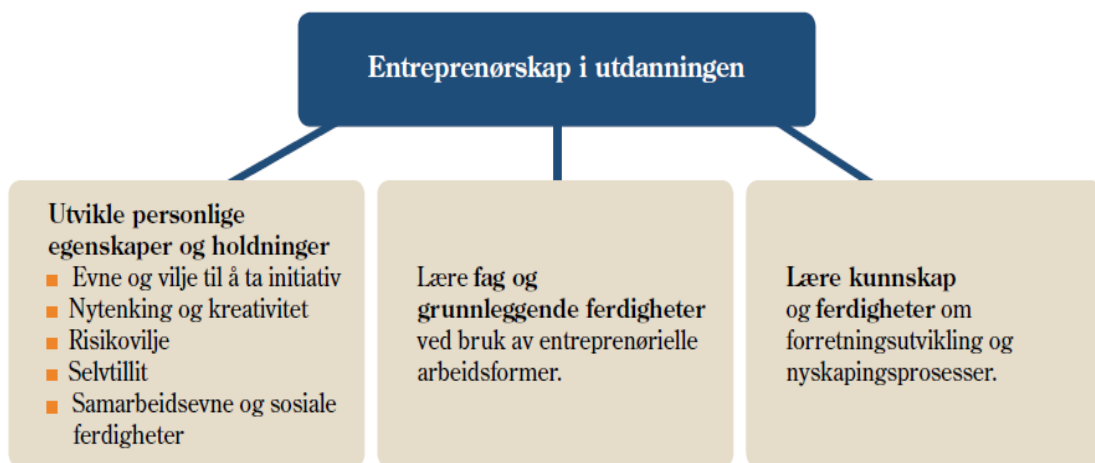 Entreprenørskap i utdanningen
Utvikle personlige
egenskaper og holdninger
Evne og vilje til å ta initiativ
Nytenking og kreativitet
Risikovilje
Selvtillit
Samarbeidsevne og sosiale
ferdigheter
Lære fag og
grunnleggende ferdigheter
ved bruk av entreprenørielle
arbeidsformer.
Lære kunnskap
og ferdigheter om
forretningsutvikling og
nyskapingsprosesser.